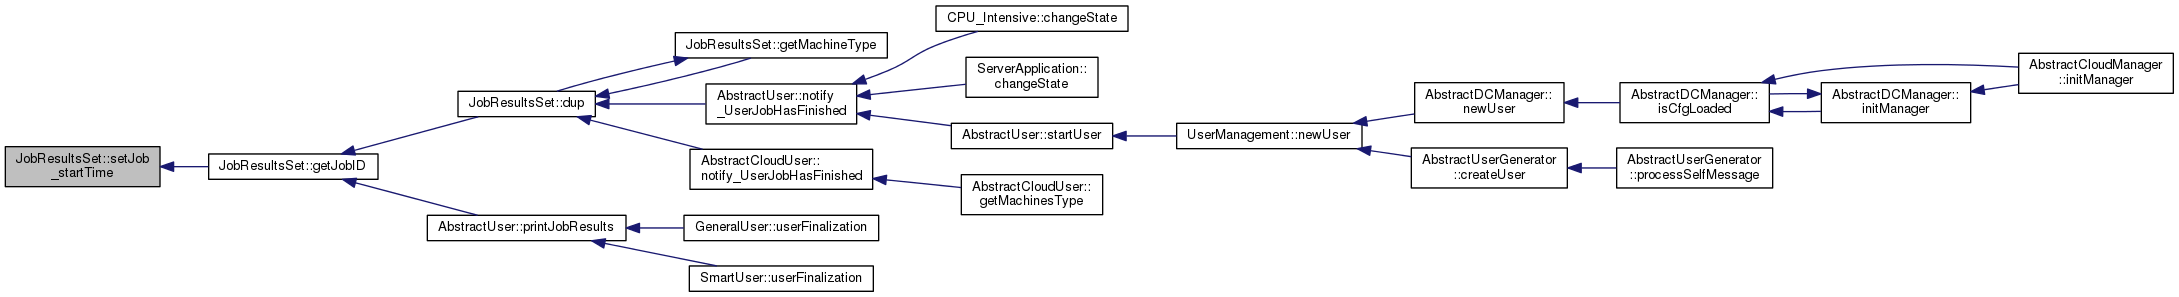 JobResultsSet::setJob
_startTime
JobResultsSet::getJobID
JobResultsSet::dup
JobResultsSet::getMachineType
AbstractUser::notify
_UserJobHasFinished
CPU_Intensive::changeState
ServerApplication::
changeState
AbstractUser::startUser
UserManagement::newUser
AbstractDCManager::
newUser
AbstractDCManager::
isCfgLoaded
AbstractDCManager::
initManager
AbstractCloudManager
::initManager
AbstractUserGenerator
::createUser
AbstractUserGenerator
::processSelfMessage
AbstractCloudUser::
notify_UserJobHasFinished
AbstractCloudUser::
getMachinesType
AbstractUser::printJobResults
GeneralUser::userFinalization
SmartUser::userFinalization